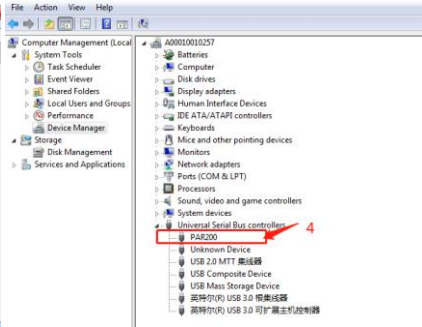 File Action View Help
Computer Management (Local
System Tools
Task Scheduler
Event Viewer
Shared Folders
Local Users and Groups
Performance
Device Manager
Storage
Disk Management
Services and Applications
A00010010257
Batteries
Computer
Disk drives
Display adapters
Human Interface Devices
IDE ATA/ATAPI controllers
Keyboards
Mice and other pointing devices
Monitors
Network adapters
Ports (COM & LPT)
Processors
Sound, video and game controllers
System devices
Universal Serial Bus controllers
4
PAR200
Unknown Device
USB 2.0 MTT 集线器
USB Composite Device
USB Mass Storage Device
英特尔(R) USB 3.0 根集线器
英特尔(R) USB 3.0 可扩展主机控制器